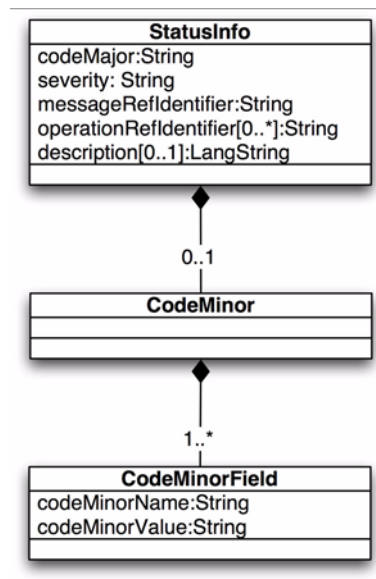 StatusInfo
codeMajor:String
severity: String
messageRefIdentifier:String
operationRefIdentifier[0..*]:String
description[0..1]:LangString
0..1
CodeMinor
1..*
CodeMinorField
codeMinorName:String
codeMinorValue:String